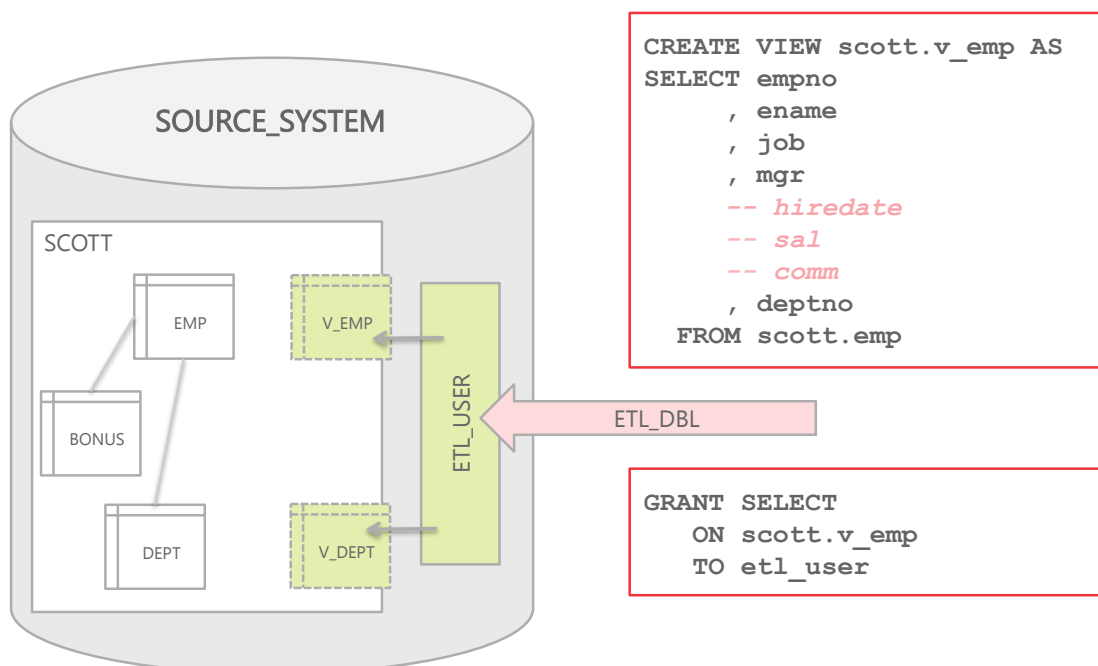 SOURCE_SYSTEM
SCOTT
EMP
V_EMP
BONUS
DEPT
V_DEPT
ETL_USER
ETL_DBL
CREATE VIEW scott.v_emp AS
SELECT empno
, ename
, job
, mgr
-- hiredate
-- sal
-- comm
, deptno
FROM scott.emp
GRANT SELECT
ON scott.v_emp
TO etl_user